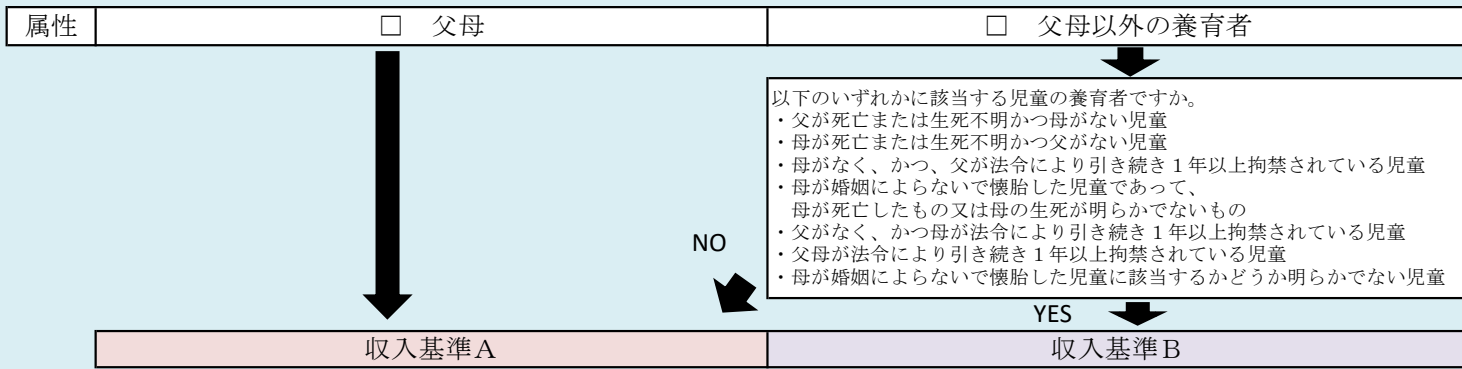 属性 □ 父母 □ 父母以外の養育者
以下のいずれかに該当する児童の養育者ですか。
・父が死亡または生死不明かつ母がない児童
・母が死亡または生死不明かつ父がない児童
・母がなく、かつ、父が法令により引き続き１年以上拘禁されている児童
・母が婚姻によらないで懐胎した児童であって、
母が死亡したもの又は母の生死が明らかでないもの
・父がなく、かつ母が法令により引き続き１年以上拘禁されている児童
・父母が法令により引き続き１年以上拘禁されている児童
・母が婚姻によらないで懐胎した児童に該当するかどうか明らかでない児童
NO
YES
収入基準Ａ 収入基準Ｂ